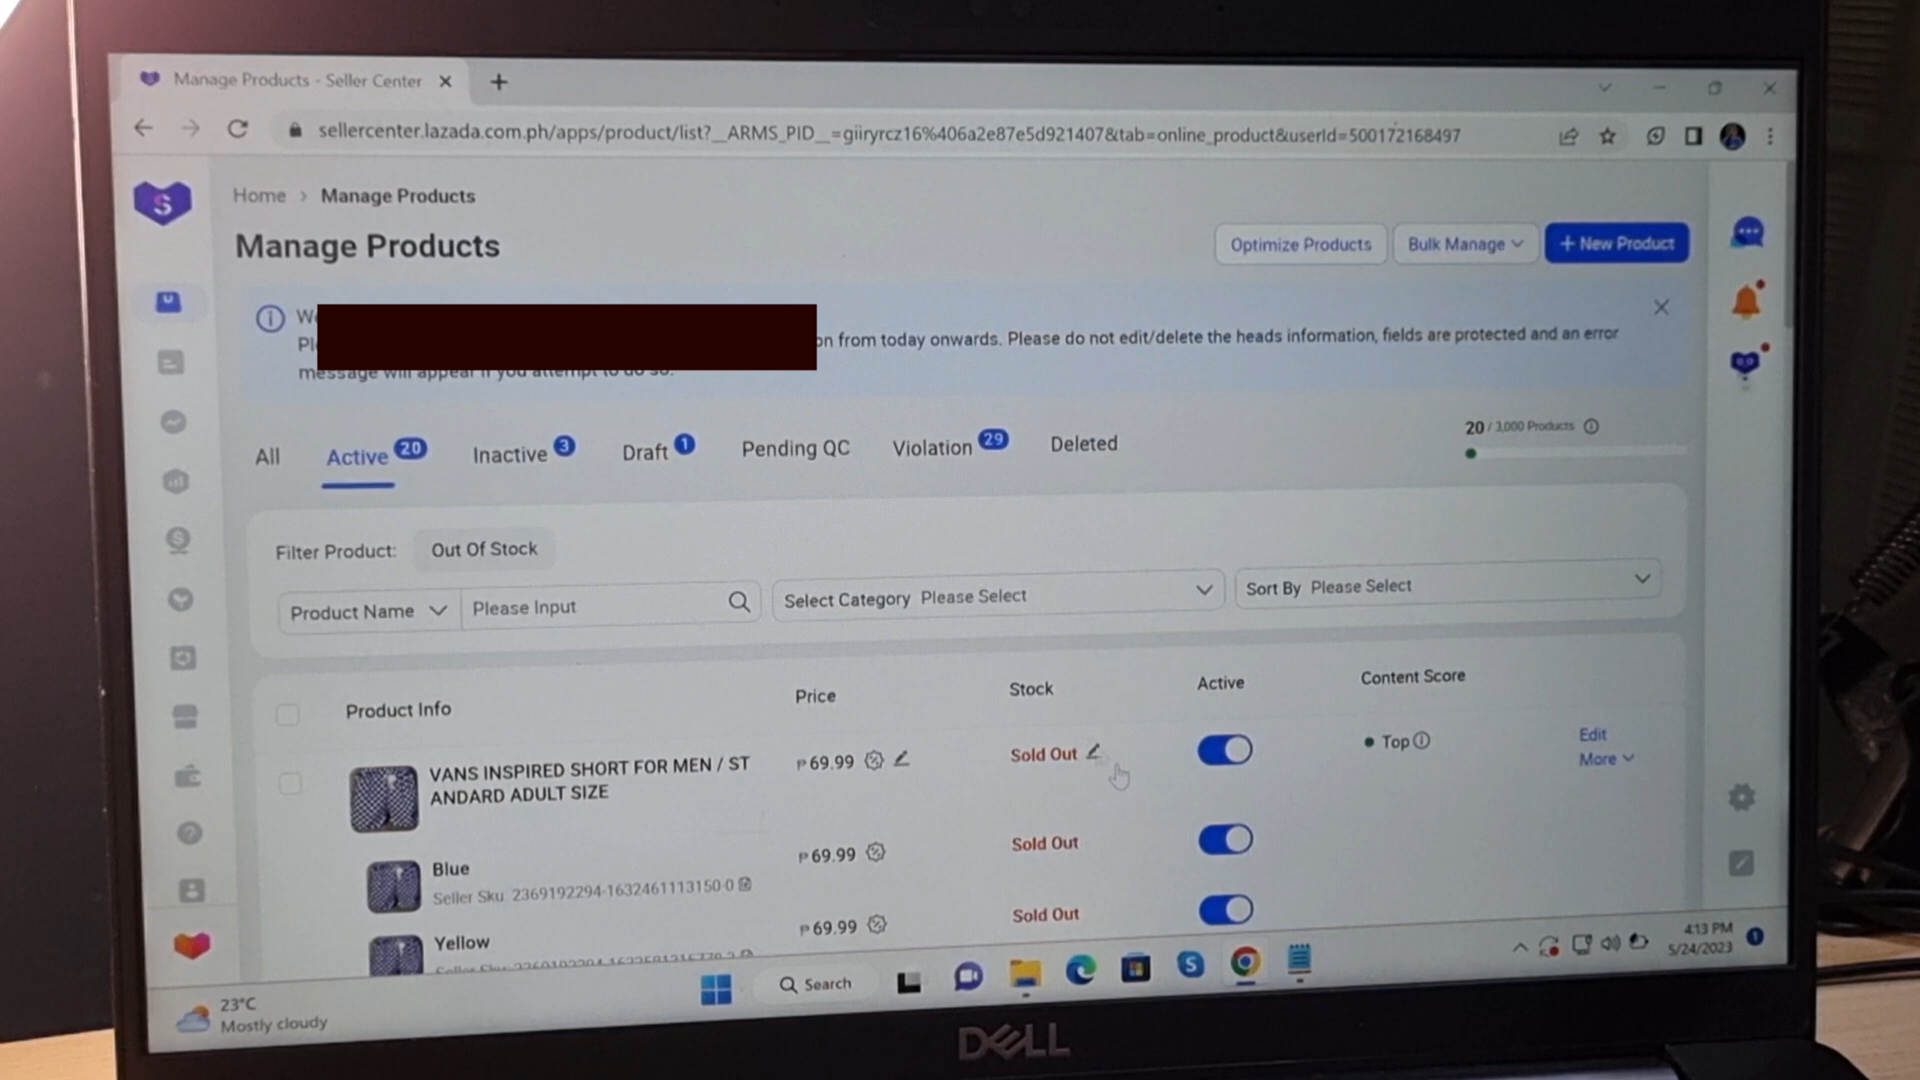 Manage Products - Seller Center
sellercenter.lazada.com.ph/apps/product/list?__ARMS_PID__=giiryrcz16%406a2e87e5d921407&tab=online_product&userId=500172168497
Home > Manage Products
Manage Products
Optimize Products
Bulk Manage
+ New Product
on from today onwards. Please do not edit/delete the heads information, fields are protected and an error
message will appear if you attempt to do so.
All
Active 20
Inactive 3
Draft 1
Pending QC
Violation 29
Deleted
20 / 3,000 Products
Filter Product: Out Of Stock
Product Name Please Input
Select Category Please Select
Sort By Please Select
Product Info
Price
Stock
Active
Content Score
VANS INSPIRED SHORT FOR MEN / ST
ANDARD ADULT SIZE
₱69.99
Sold Out
Top
Edit
More
Blue
Seller Sku: 2369192294-1632461113150-0
₱69.99
Sold Out
Yellow
₱69.99
Sold Out
23°C
Mostly cloudy
Search
4:13 PM
5/24/2023
1
DELL